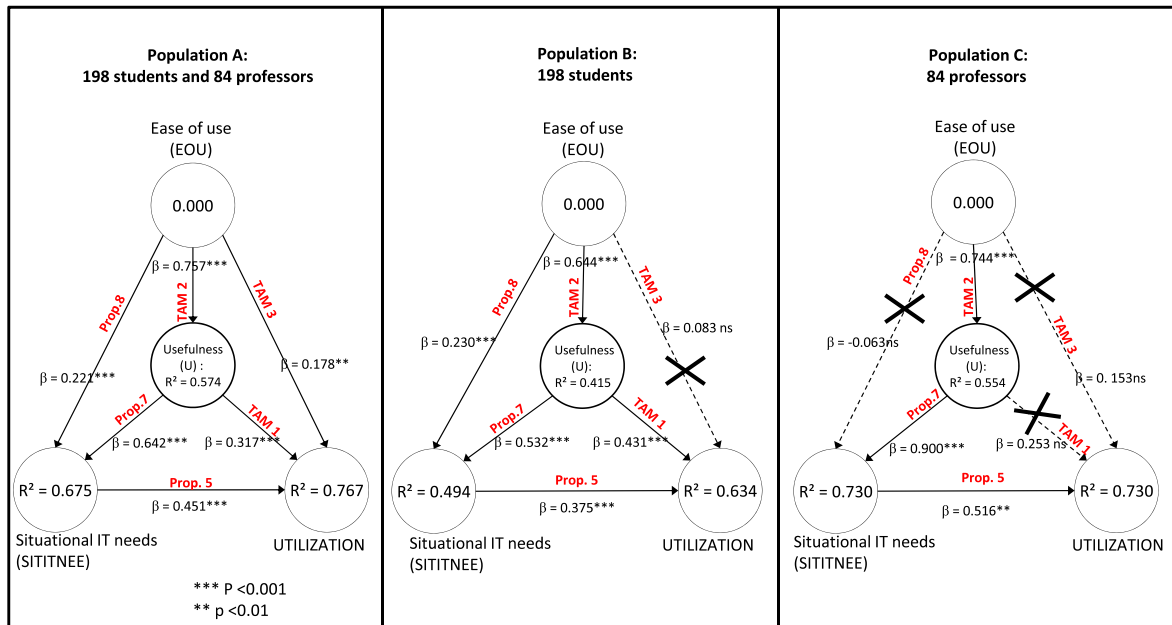 Population A:
198 students and 84 professors
Ease of use
(EOU)
0.000
β = 0.757***
Prop.8
TAM 2
TAM 3
Usefulness
(U) :
R² = 0.574
β = 0.221***
β = 0.178**
Prop.7
TAM 1
β = 0.642***
β = 0.317***
R² = 0.675
Prop. 5
R² = 0.767
β = 0.451***
Situational IT needs
(SITITNEE)
UTILIZATION
*** P <0.001
** p <0.01
Population B:
198 students
Ease of use
(EOU)
0.000
β = 0.644***
Prop.8
TAM 2
TAM 3
β = 0.083 ns
β = 0.230***
Usefulness
(U):
R² = 0.415
Prop.7
TAM 1
β = 0.532***
β = 0.431***
R² = 0.494
Prop. 5
R² = 0.634
β = 0.375***
Situational IT needs
(SITITNEE)
UTILIZATION
Population C:
84 professors
Ease of use
(EOU)
0.000
β = 0.744***
Prop.8
TAM 2
TAM 3
β = -0.063ns
Usefulness
(U):
R² = 0.554
β = 0. 153ns
Prop.7
TAM 1
β = 0.900***
β = 0.253 ns
R² = 0.730
Prop. 5
R² = 0.730
β = 0.516**
Situational IT needs
(SITITNEE)
UTILIZATION